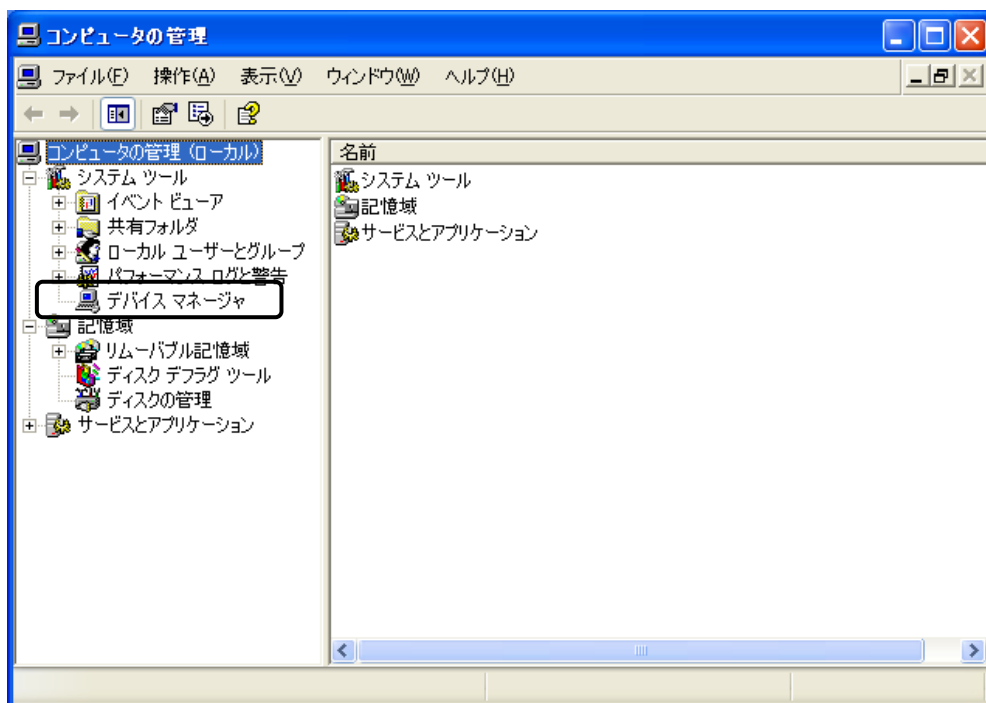 コンピュータの管理
ファイル(F) 操作(A) 表示(V) ウィンドウ(W) ヘルプ(H)
コンピュータの管理 (ローカル)
システム ツール
イベント ビューア
共有フォルダ
ローカル ユーザーとグループ
パフォーマンス ログと警告
デバイス マネージャ
記憶域
リムーバブル記憶域
ディスク デフラグ ツール
ディスクの管理
サービスとアプリケーション
名前
システム ツール
記憶域
サービスとアプリケーション